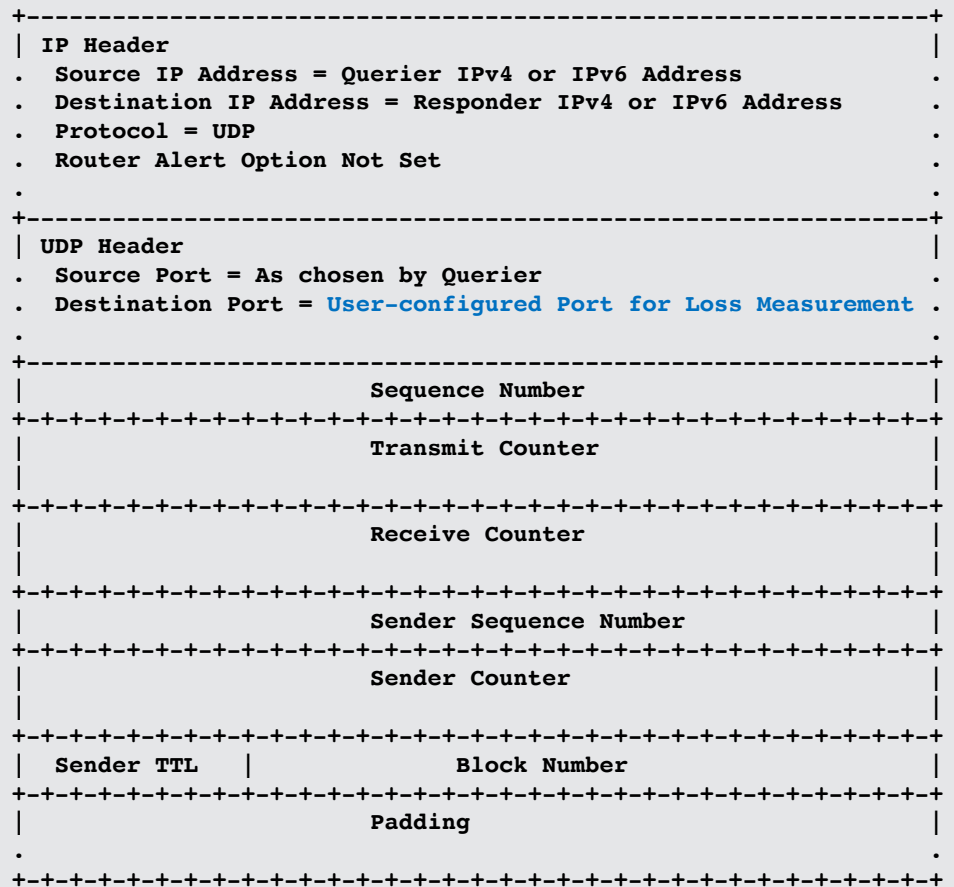 +---------------------------------------------------------------+
| IP Header |
. Source IP Address = Querier IPv4 or IPv6 Address .
. Destination IP Address = Responder IPv4 or IPv6 Address .
. Protocol = UDP .
. Router Alert Option Not Set .
. .
+---------------------------------------------------------------+
| UDP Header |
. Source Port = As chosen by Querier .
. Destination Port = User-configured Port for Loss Measurement .
. .
+---------------------------------------------------------------+
| Sequence Number |
+-+-+-+-+-+-+-+-+-+-+-+-+-+-+-+-+-+-+-+-+-+-+-+-+-+-+-+-+-+-+-+-+
| Transmit Counter |
| |
+-+-+-+-+-+-+-+-+-+-+-+-+-+-+-+-+-+-+-+-+-+-+-+-+-+-+-+-+-+-+-+-+
| Receive Counter |
| |
+-+-+-+-+-+-+-+-+-+-+-+-+-+-+-+-+-+-+-+-+-+-+-+-+-+-+-+-+-+-+-+-+
| Sender Sequence Number |
+-+-+-+-+-+-+-+-+-+-+-+-+-+-+-+-+-+-+-+-+-+-+-+-+-+-+-+-+-+-+-+-+
| Sender Counter |
| |
+-+-+-+-+-+-+-+-+-+-+-+-+-+-+-+-+-+-+-+-+-+-+-+-+-+-+-+-+-+-+-+-+
| Sender TTL | Block Number |
+-+-+-+-+-+-+-+-+-+-+-+-+-+-+-+-+-+-+-+-+-+-+-+-+-+-+-+-+-+-+-+-+
| Padding |
. .
+-+-+-+-+-+-+-+-+-+-+-+-+-+-+-+-+-+-+-+-+-+-+-+-+-+-+-+-+-+-+-+-+